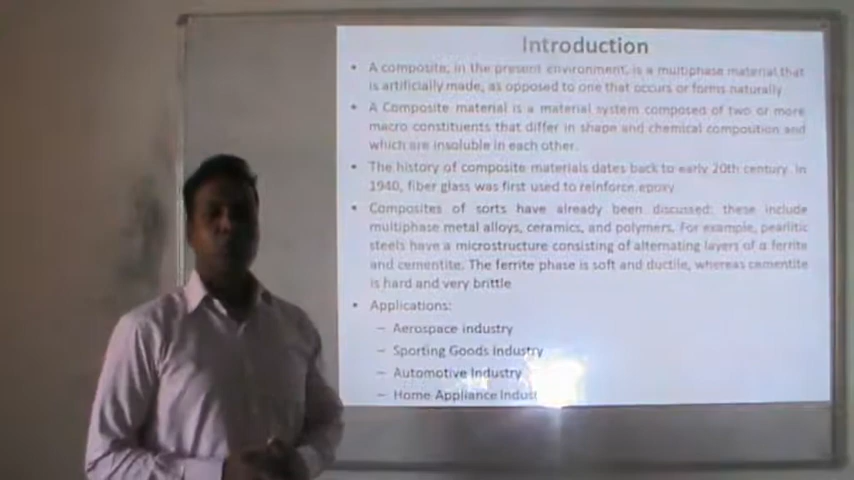 Introduction
• A composite, in the present environment, is a multiphase material that
is artificially made, as opposed to one that occurs or forms naturally
• A Composite material is a material system composed of two or more
macro constituents that differ in shape and chemical composition and
which are insoluble in each other.
• The history of composite materials dates back to early 20th century. In
1940, fiber glass was first used to reinforce epoxy
• Composites of sorts have already been discussed; these include
multiphase metal alloys, ceramics, and polymers. For example, pearlitic
steels have a microstructure consisting of alternating layers of α ferrite
and cementite. The ferrite phase is soft and ductile, whereas cementite
is hard and very brittle
• Applications:
– Aerospace industry
– Sporting Goods Industry
– Automotive Industry
– Home Appliance Indust